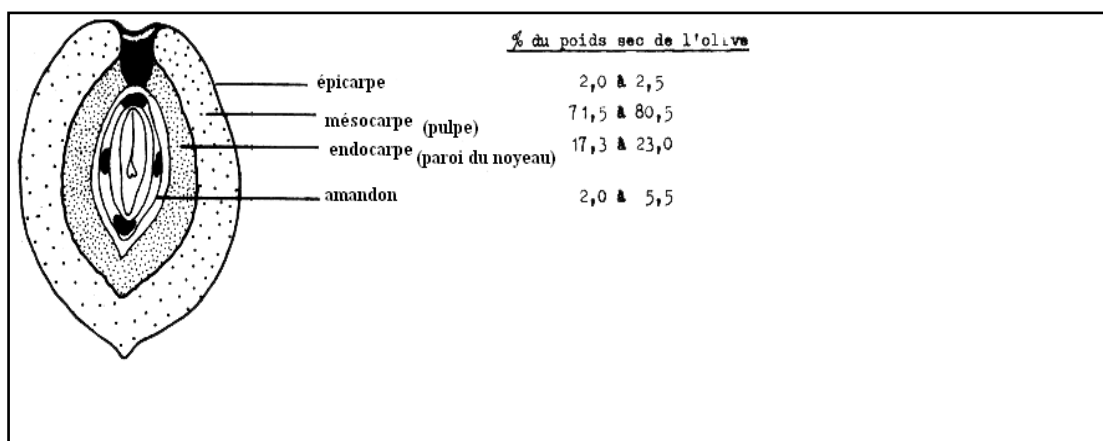 % du poids sec de l'olive
épicarpe 2,0 à 2,5
mésocarpe (pulpe) 71,5 à 80,5
endocarpe (paroi du noyeau) 17,3 à 23,0
amandon 2,0 à 5,5